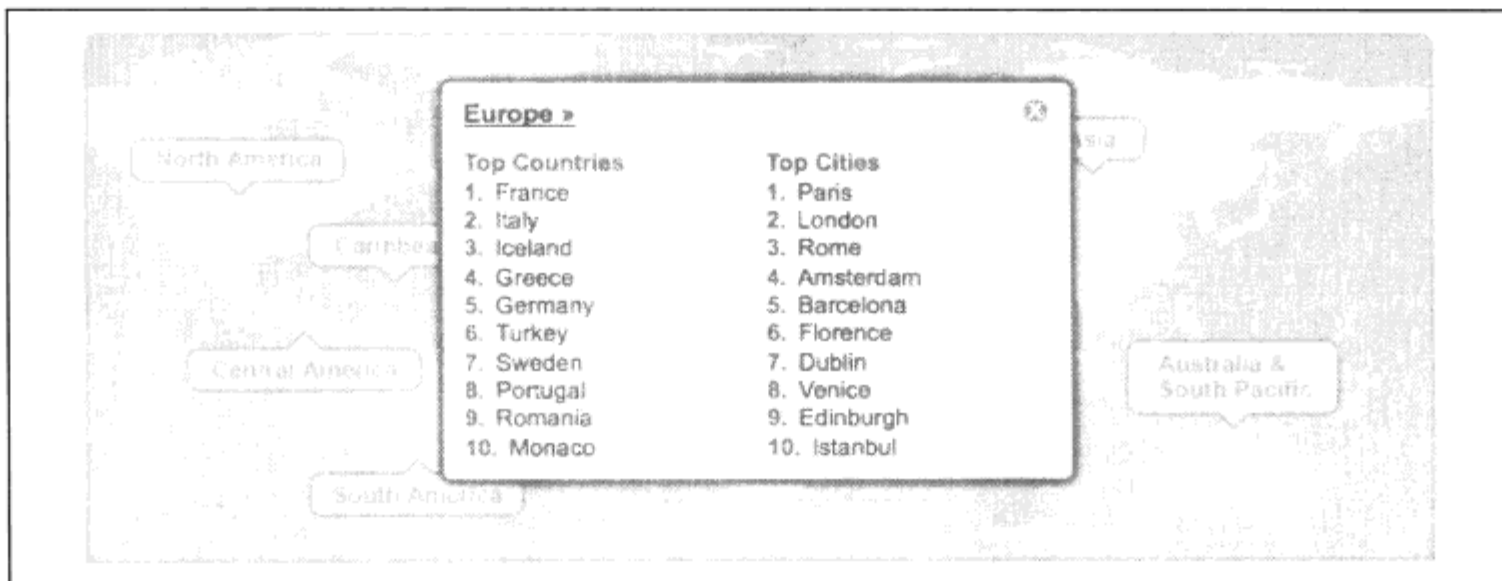 Europe »
Top Countries
1. France
2. Italy
3. Iceland
4. Greece
5. Germany
6. Turkey
7. Sweden
8. Portugal
9. Romania
10. Monaco
Top Cities
1. Paris
2. London
3. Rome
4. Amsterdam
5. Barcelona
6. Florence
7. Dublin
8. Venice
9. Edinburgh
10. Istanbul
North America
Central America
South America
Australia &
South Pacific